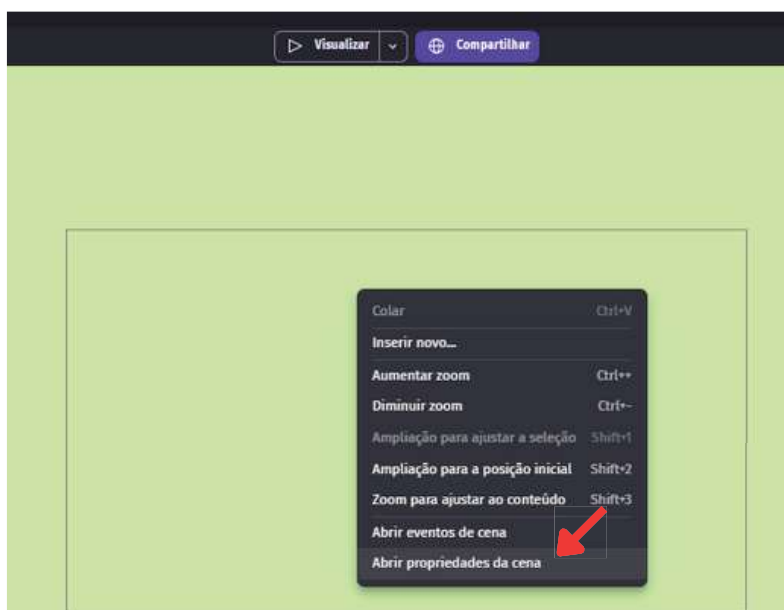 Visualizar
Compartilhar
Colar Ctrl+V
Inserir novo...
Aumentar zoom Ctrl++
Diminuir zoom Ctrl+-
Ampliação para ajustar a seleção Shift+1
Ampliação para a posição inicial Shift+2
Zoom para ajustar ao conteúdo Shift+3
Abrir eventos de cena
Abrir propriedades da cena